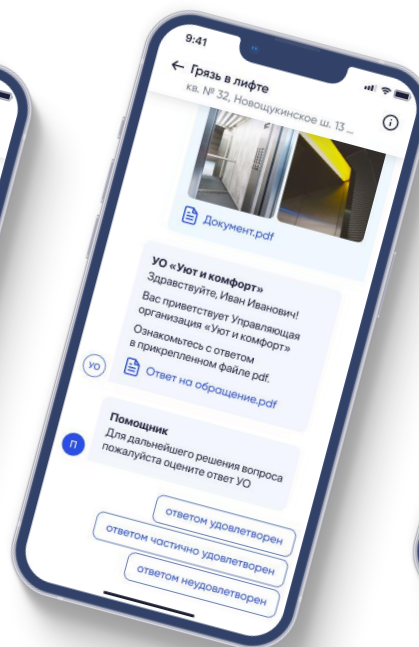 9:41
← Грязь в лифте
кв. № 32, Новощукинское ш. 13 ...
Документ.pdf
УО «Уют и комфорт»
Здравствуйте, Иван Иванович!
Вас приветствует Управляющая
организация «Уют и комфорт»
Ознакомьтесь с ответом
в прикрепленном файле pdf.
Ответ на обращение.pdf
УО
Помощник
Для дальнейшего решения вопроса
пожалуйста оцените ответ УО
П
ответом удовлетворен
ответом частично удовлетворен
ответом неудовлетворен